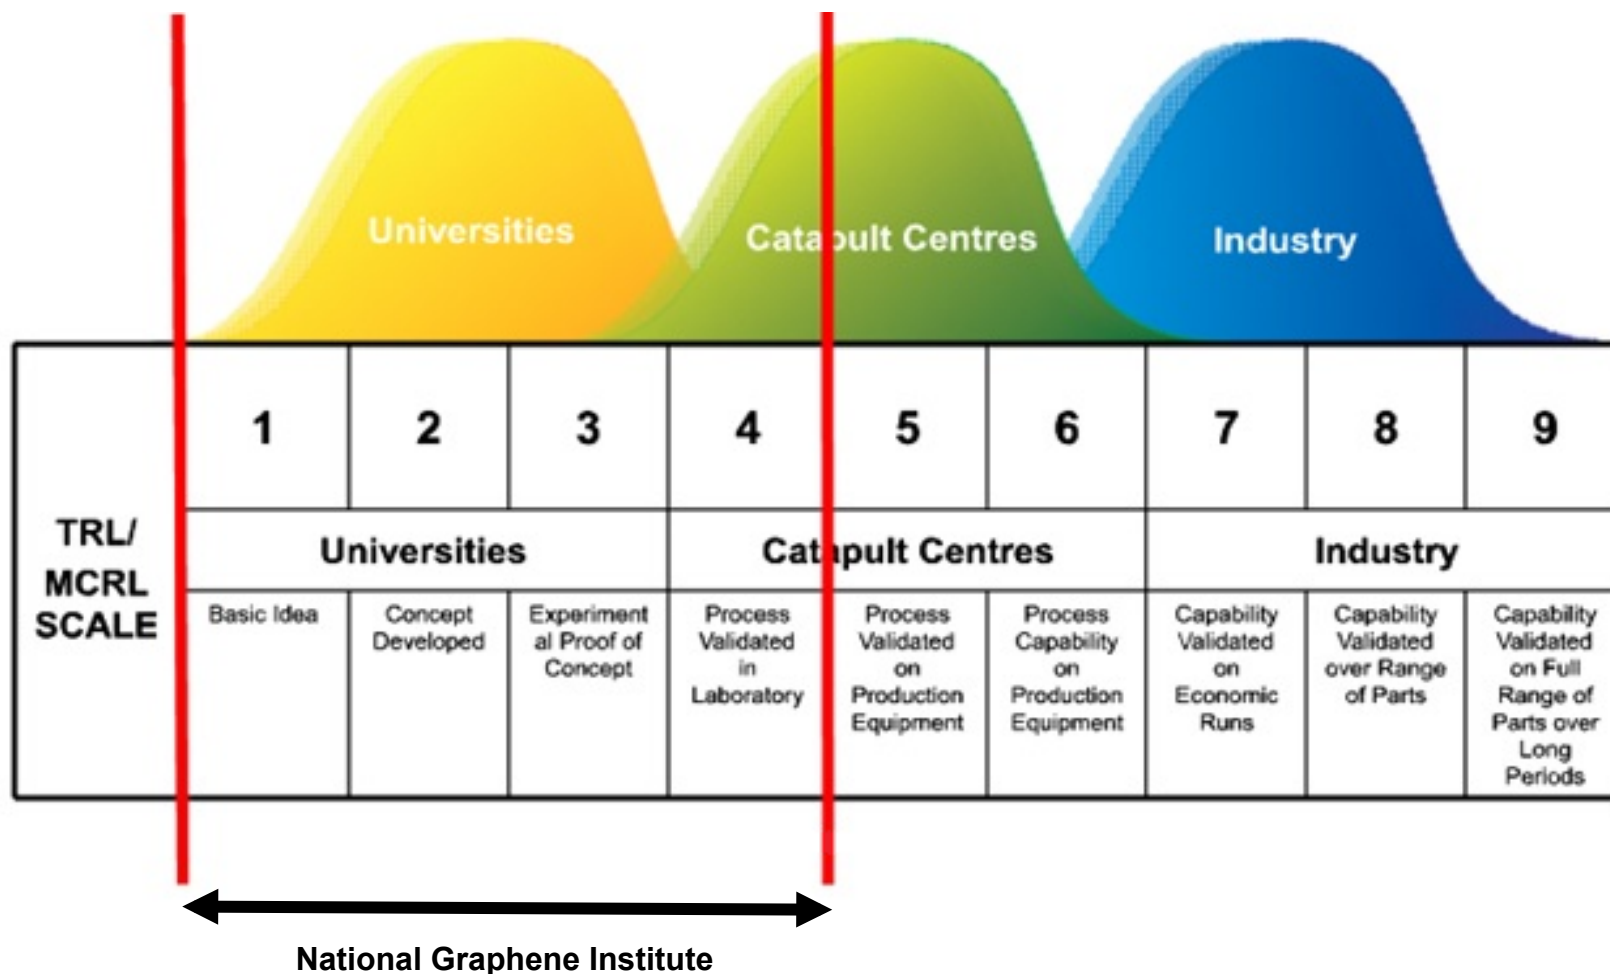 Universities
Catapult Centres
Industry
TRL/
MCRL
SCALE
1
2
3
4
5
6
7
8
9
Universities
Catapult Centres
Industry
Basic Idea
Concept
Developed
Experiment
al Proof of
Concept
Process
Validated
in
Laboratory
Process
Validated
on
Production
Equipment
Process
Capability
on
Production
Equipment
Capability
Validated
on
Economic
Runs
Capability
Validated
over Range
of Parts
Capability
Validated
on Full
Range of
Parts over
Long
Periods
National Graphene Institute